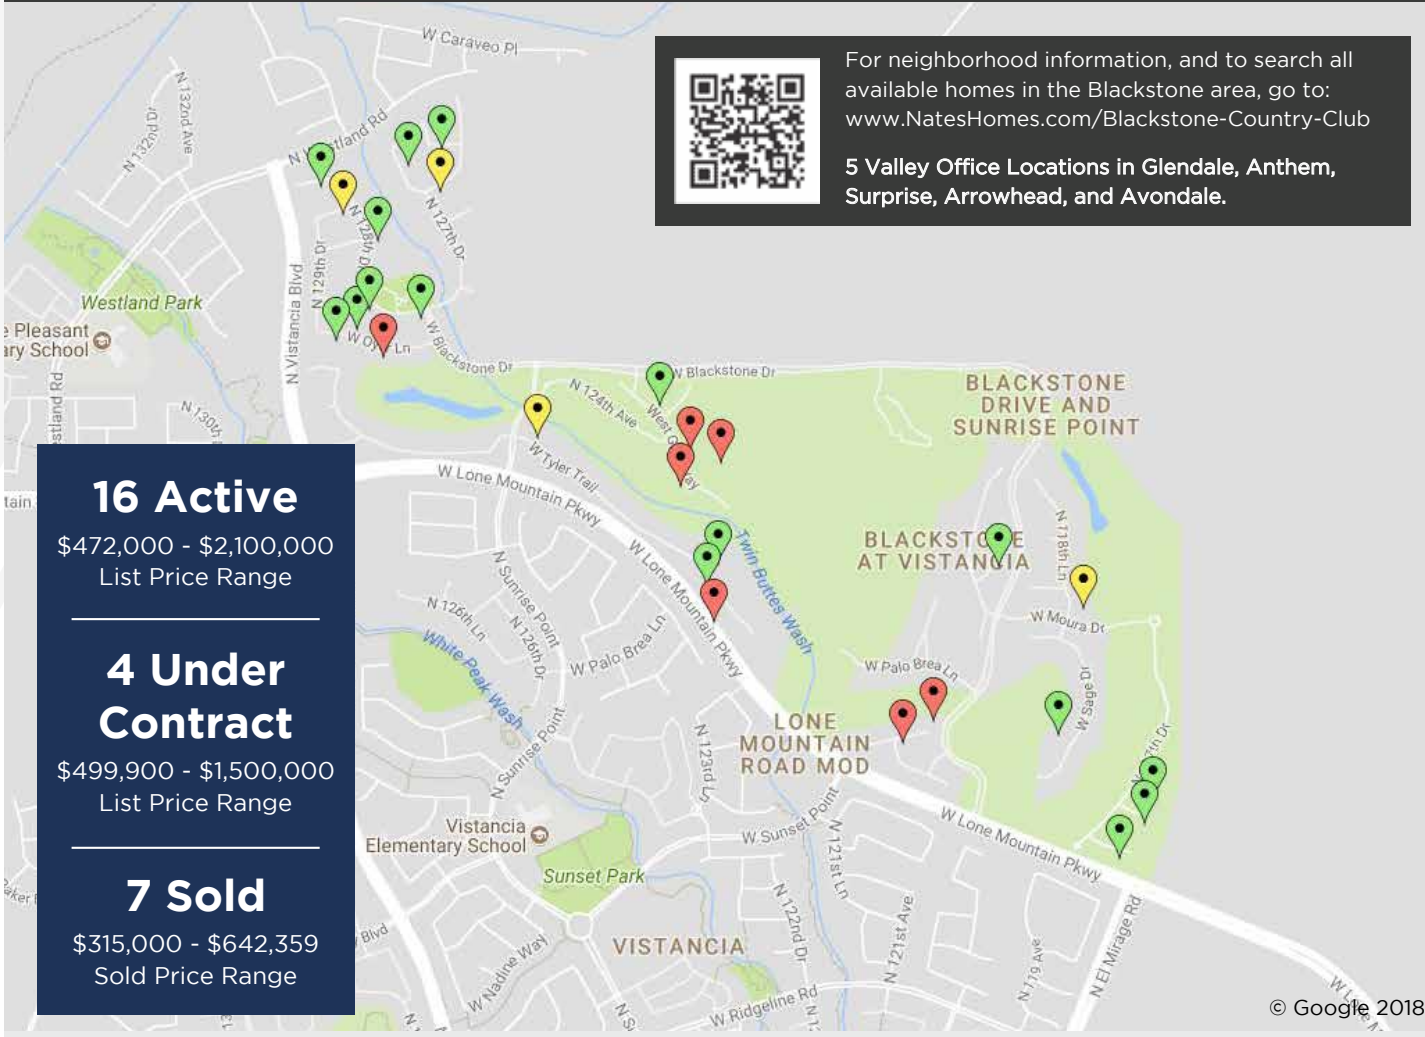 W Caraveo Pl
For neighborhood information, and to search all
available homes in the Blackstone area, go to:
www.NatesHomes.com/Blackstone-Country-Club
5 Valley Office Locations in Glendale, Anthem,
Surprise, Arrowhead, and Avondale.
N 132nd Dr
N 132nd Ave
N 127th Dr
N 129th Dr
N Vistancia Blvd
Westland Park
W Blackstone Dr
W Blackstone Dr
N 124th Ave
BLACKSTONE
DRIVE AND
SUNRISE POINT
N 130th
W Tyler Trail
W Lone Mountain Pkwy
16 Active
$472,000 - $2,100,000
List Price Range
4 Under
Contract
$499,900 - $1,500,000
List Price Range
7 Sold
$315,000 - $642,359
Sold Price Range
AT VISTANCIA
Twin Buttes Wash
W Lone Mountain Pkwy
N Sunrise Point
N 126th Ln
N 126th Dr
W Palo Brea Ln
White Peak Wash
W Moura Dr
W Palo Brea Ln
W Sage Dr
N Sunrise Point
N 123rd Ln
LONE
MOUNTAIN
ROAD MOD
Vistancia
Elementary School
W Sunset Point
N 121st Ln
W Lone Mountain Pkwy
Sunset Park
VISTANCIA
N 122nd Dr
N 121st Ave
N 119 Ave
N El Mirage Rd
Blvd
W Nadine Way
W Ridgeline Rd
© Google 2018